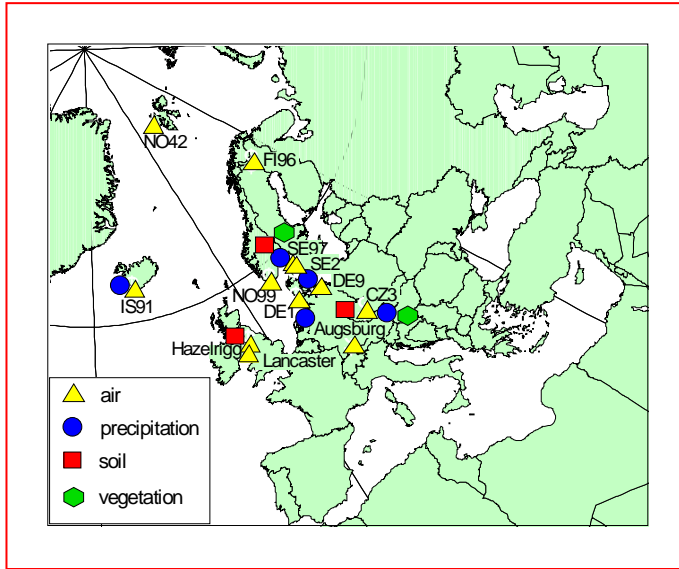 NO42
FI96
SE97
SE2
DE9
NO99
IS91
DE1
CZ3
Augsburg
Hazelrigg
Lancaster
air
precipitation
soil
vegetation